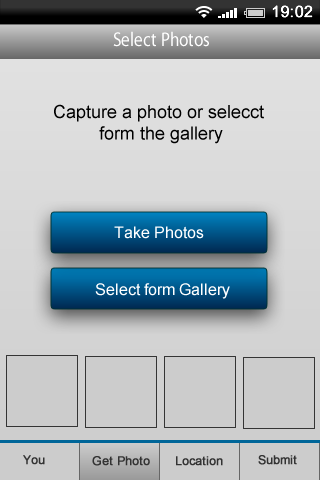 19:02
Select Photos
Capture a photo or selecct
form the gallery
Take Photos
Select form Gallery
You Get Photo Location Submit